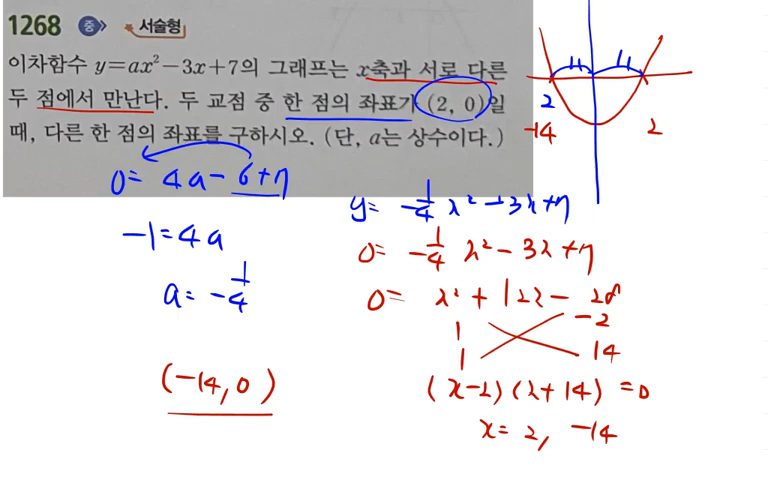 1268 중 서술형
이차함수 y=ax²-3x+7의 그래프는 x축과 서로 다른
두 점에서 만난다. 두 교점 중 한 점의 좌표가 (2, 0)일
때, 다른 한 점의 좌표를 구하시오. (단, a는 상수이다.)
2
-14 2
0= 4a-6+7
-1=4a
a=-1/4
(-14,0)
y= -1/4 x²-3x+7
0= -1/4 x²-3x+7
0= x²+12x-28
1 -2
1 14
(x-2)(x+14)=0
x=2, -14